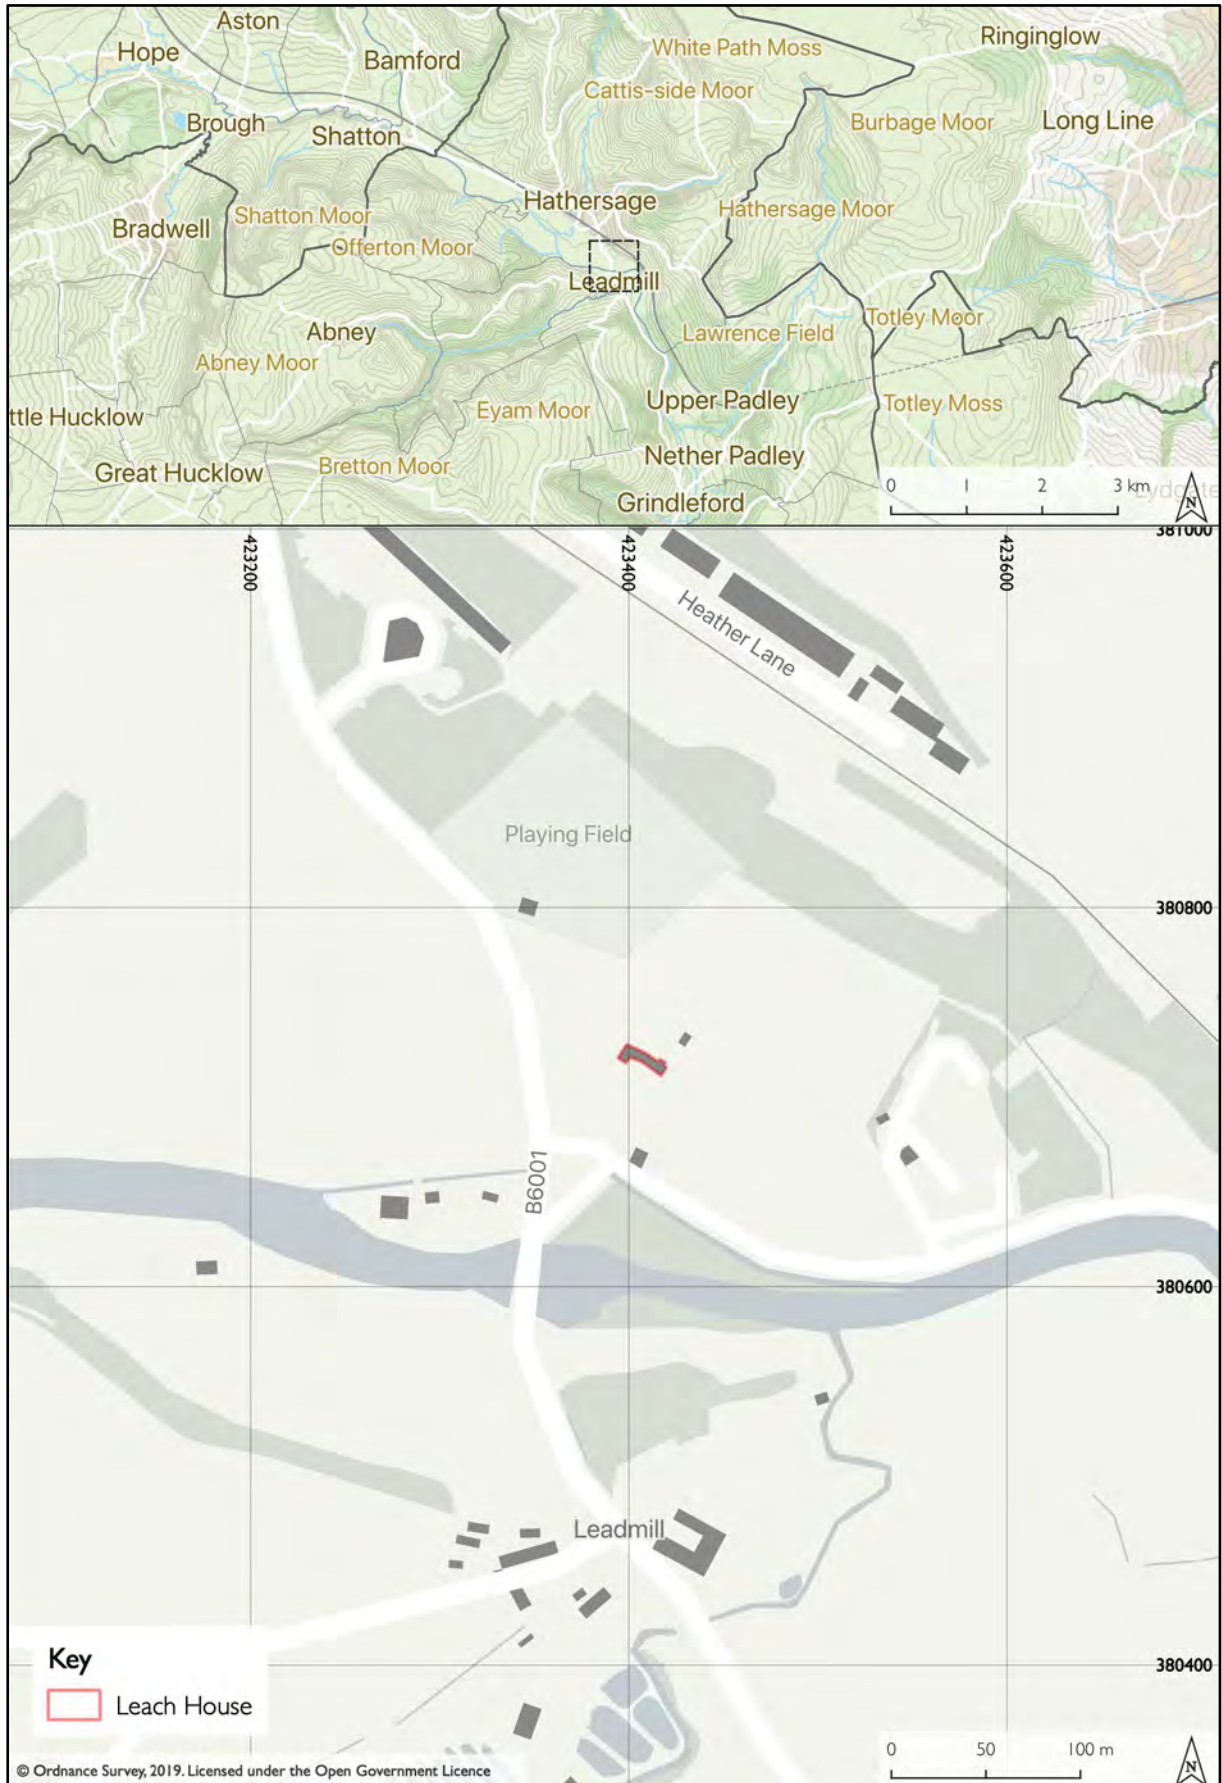 Aston
Hope
Bamford
White Path Moss
Ringinglow
Cattis-side Moor
Brough
Shatton
Burbage Moor
Long Line
Hathersage
Bradwell
Shatton Moor
Hathersage Moor
Offerton Moor
Leadmill
Abney
Lawrence Field
Totley Moor
Abney Moor
Upper Padley
ttle Hucklow
Eyam Moor
Totley Moss
Great Hucklow
Bretton Moor
Nether Padley
Grindleford
0 1 2 3 km
Lydgate
N
381000
423200
423400
423600
Heather Lane
Playing Field
380800
B6001
380600
Leadmill
380400
Key
Leach House
0 50 100 m
N
© Ordnance Survey, 2019. Licensed under the Open Government Licence